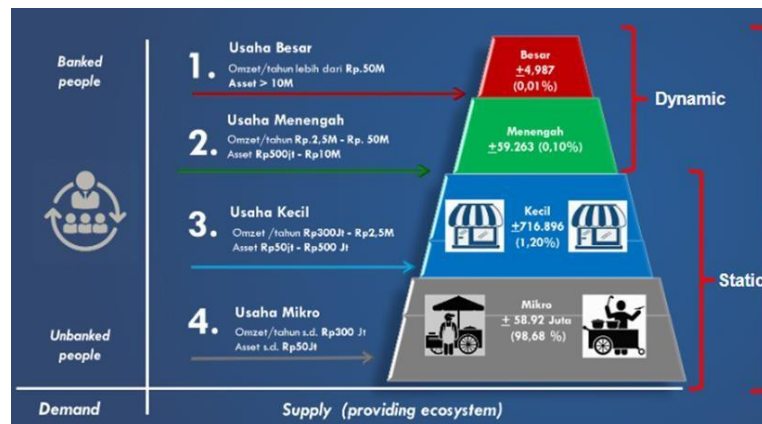 Banked
people
Unbanked
people
Demand
1.
Usaha Besar
Omzet/tahun lebih dari Rp.50M
Asset > 10M
2.
Usaha Menengah
Omzet/tahun Rp.2,5M - Rp. 50M
Asset Rp500jt - Rp10M
3.
Usaha Kecil
Omzet /tahun Rp300Jt - Rp2,5M
Asset Rp50jt - Rp500 Jt
4.
Usaha Mikro
Omzet/tahun s.d. Rp300 Jt
Asset s.d. Rp50Jt
Besar
±4,987
(0,01%)
Menengah
±59.263 (0,10%)
Kecil
±716.896
(1,20%)
Mikro
± 58.92 Juta
(98,68 %)
Dynamic
Static
Supply (providing ecosystem)